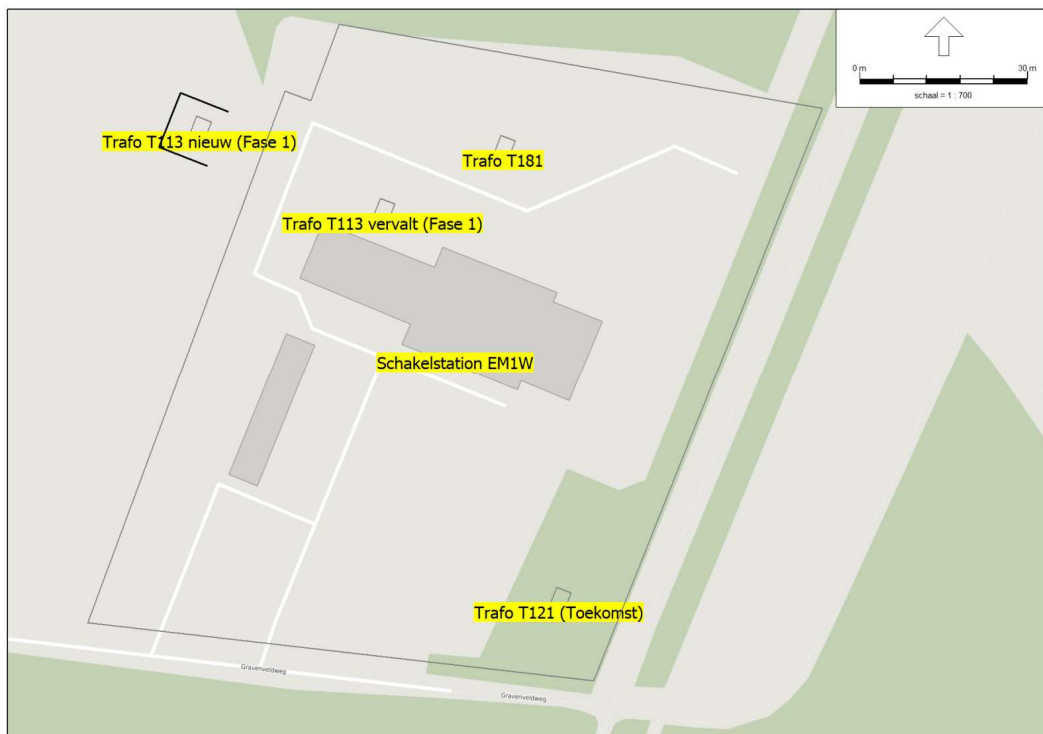 0 m
30 m
schaal = 1 : 700
Trafo T113 nieuw (Fase 1)
Trafo T181
Trafo T113 vervalt (Fase 1)
Schakelstation EM1W
Trafo T121 (Toekomst)
Gravenveldweg
Gravenveldweg